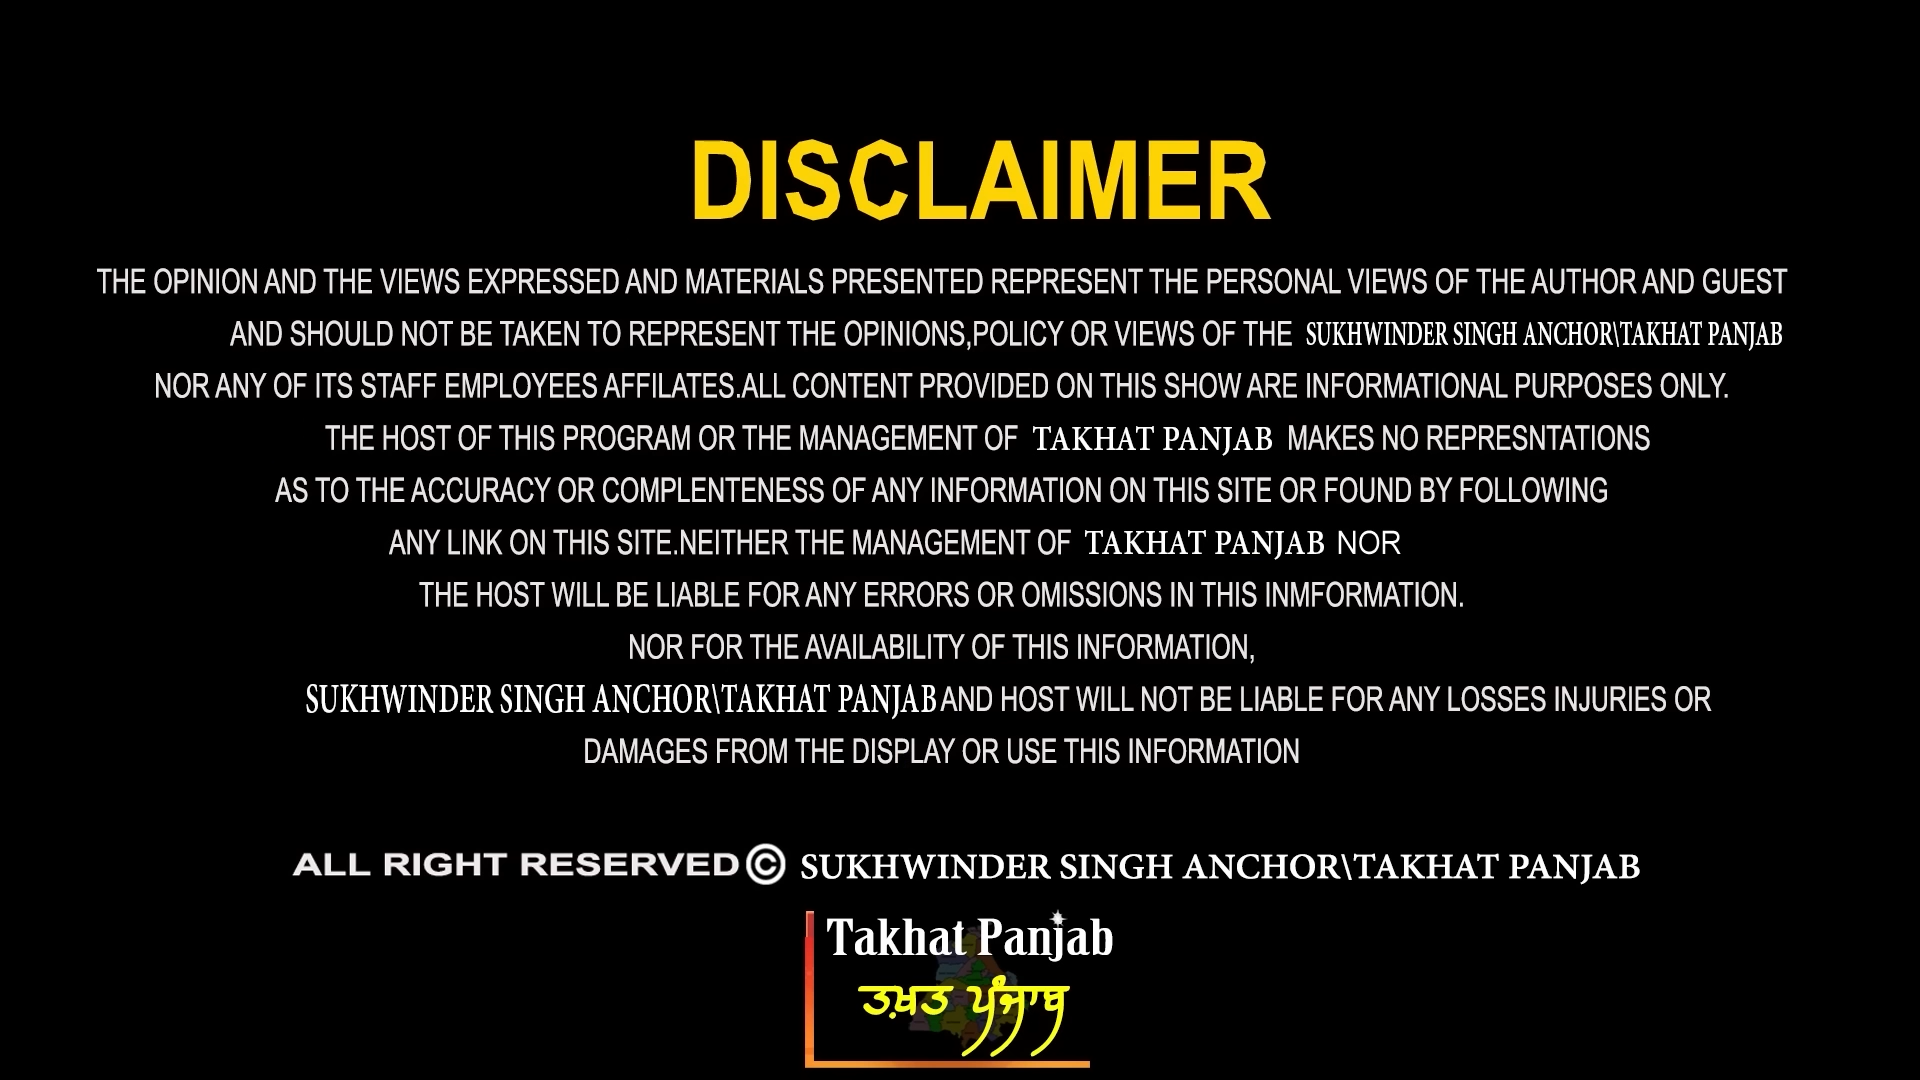 DISCLAIMER
THE OPINION AND THE VIEWS EXPRESSED AND MATERIALS PRESENTED REPRESENT THE PERSONAL VIEWS OF THE AUTHOR AND GUEST
AND SHOULD NOT BE TAKEN TO REPRESENT THE OPINIONS,POLICY OR VIEWS OF THE SUKHWINDER SINGH ANCHOR\TAKHAT PANJAB
NOR ANY OF ITS STAFF EMPLOYEES AFFILATES.ALL CONTENT PROVIDED ON THIS SHOW ARE INFORMATIONAL PURPOSES ONLY.
THE HOST OF THIS PROGRAM OR THE MANAGEMENT OF TAKHAT PANJAB MAKES NO REPRESNTATIONS
AS TO THE ACCURACY OR COMPLENTENESS OF ANY INFORMATION ON THIS SITE OR FOUND BY FOLLOWING
ANY LINK ON THIS SITE.NEITHER THE MANAGEMENT OF TAKHAT PANJAB NOR
THE HOST WILL BE LIABLE FOR ANY ERRORS OR OMISSIONS IN THIS INMFORMATION.
NOR FOR THE AVAILABILITY OF THIS INFORMATION,
SUKHWINDER SINGH ANCHOR\TAKHAT PANJAB AND HOST WILL NOT BE LIABLE FOR ANY LOSSES INJURIES OR
DAMAGES FROM THE DISPLAY OR USE THIS INFORMATION
ALL RIGHT RESERVED © SUKHWINDER SINGH ANCHOR\TAKHAT PANJAB
Takhat Panjab
ਤਖ਼ਤ ਪੰਜਾਬ